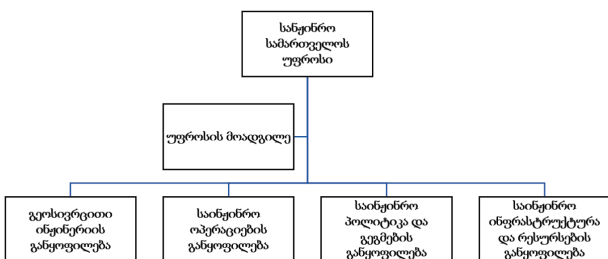 სანჟინრო
სამართველოს
უფროსი
უფროსის მოადგილე
გეოსივრცითი
ინჟინერიის
განყოფილება
საინჟინრო
ოპერაციების
განყოფილება
საინჟინრო
პოლიტიკა და
გეგმების
განყოფილება
საინჟინრო
ინფრასტრუქტურა
და რესურსების
განყოფილება